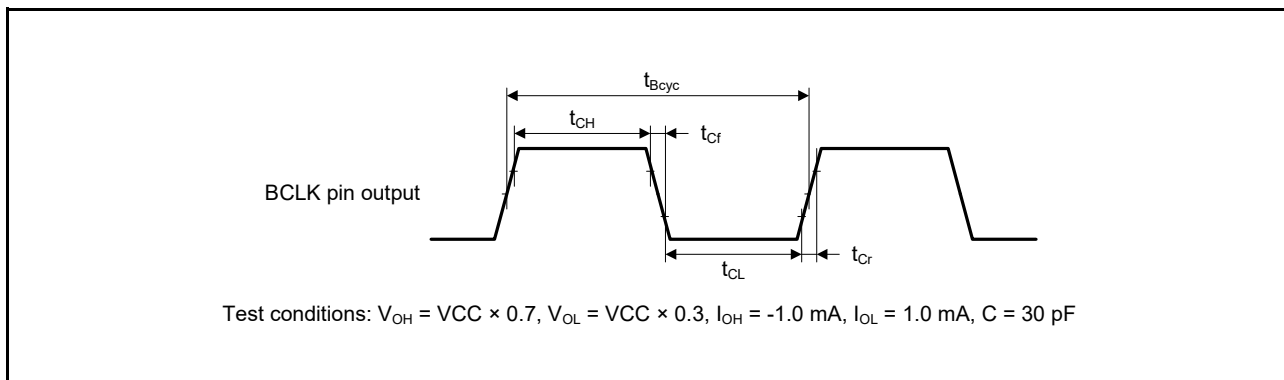 tBcyc
tCH
tCf
BCLK pin output
tCL
tCr
Test conditions: VOH = VCC × 0.7, VOL = VCC × 0.3, IOH = -1.0 mA, IOL = 1.0 mA, C = 30 pF